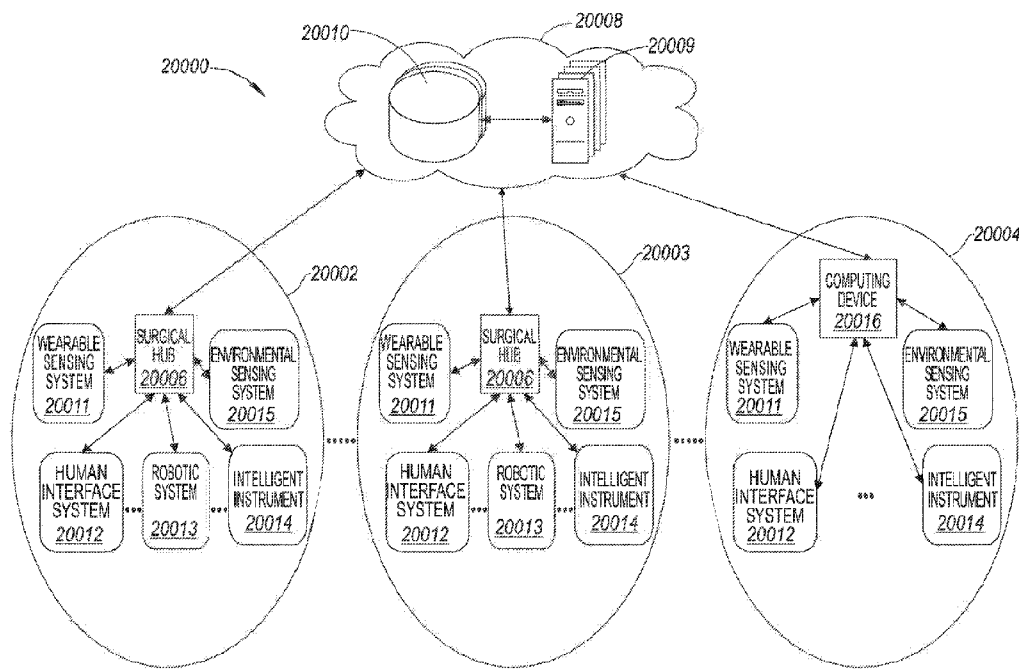 20010
20008
20009
20000
20002
20003
20004
SURGICAL
HUB
20006
WEARABLE
SENSING
SYSTEM
20011
ENVIRONMENTAL
SENSING
SYSTEM
20015
HUMAN
INTERFACE
SYSTEM
20012
ROBOTIC
SYSTEM
20013
INTELLIGENT
INSTRUMENT
20014
SURGICAL
HUB
20006
WEARABLE
SENSING
SYSTEM
20011
ENVIRONMENTAL
SENSING
SYSTEM
20015
HUMAN
INTERFACE
SYSTEM
20012
ROBOTIC
SYSTEM
20013
INTELLIGENT
INSTRUMENT
20014
COMPUTING
DEVICE
20016
WEARABLE
SENSING
SYSTEM
20011
ENVIRONMENTAL
SENSING
SYSTEM
20015
HUMAN
INTERFACE
SYSTEM
20012
INTELLIGENT
INSTRUMENT
20014